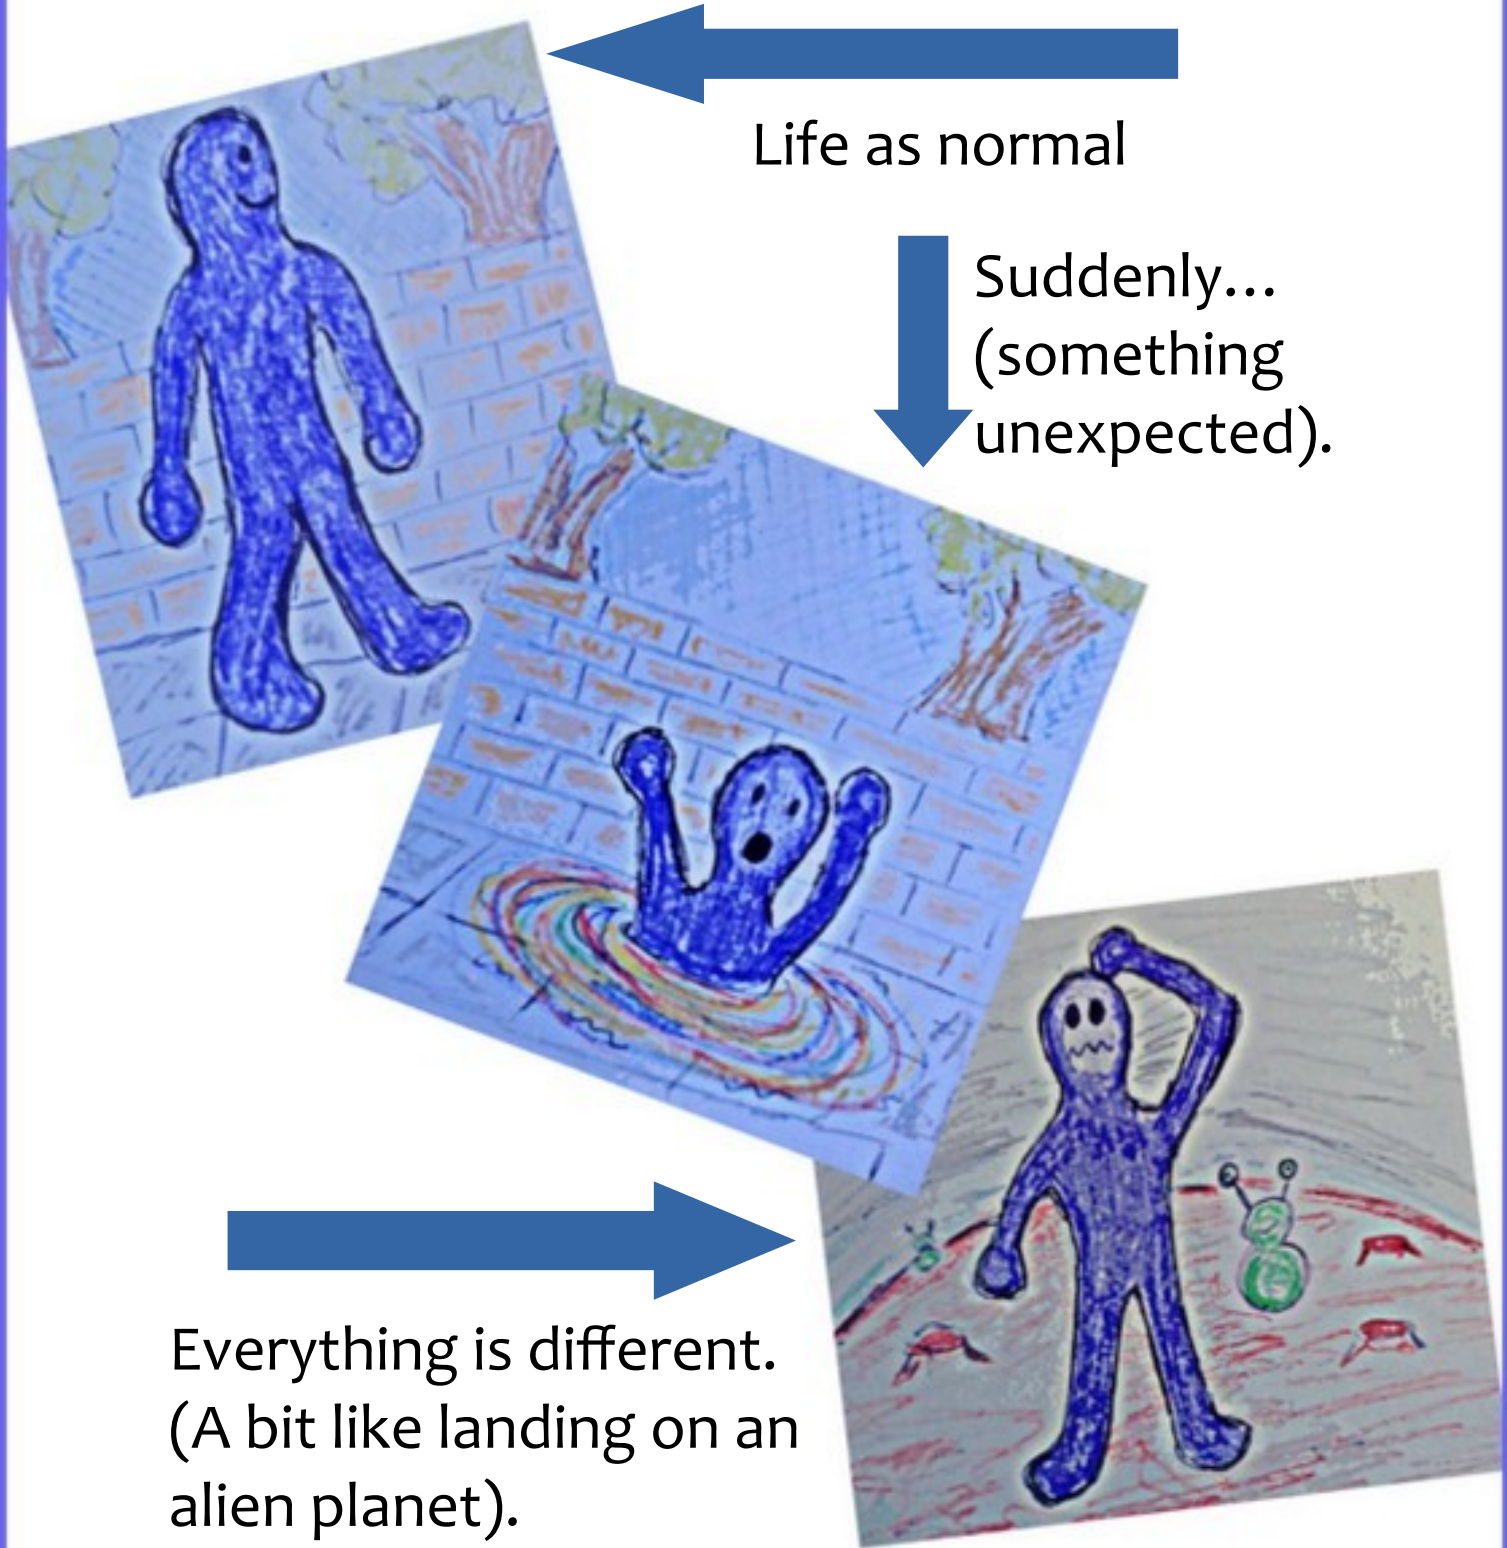 Life as normal
Suddenly…
(something
unexpected).
Everything is different.
(A bit like landing on an
alien planet).